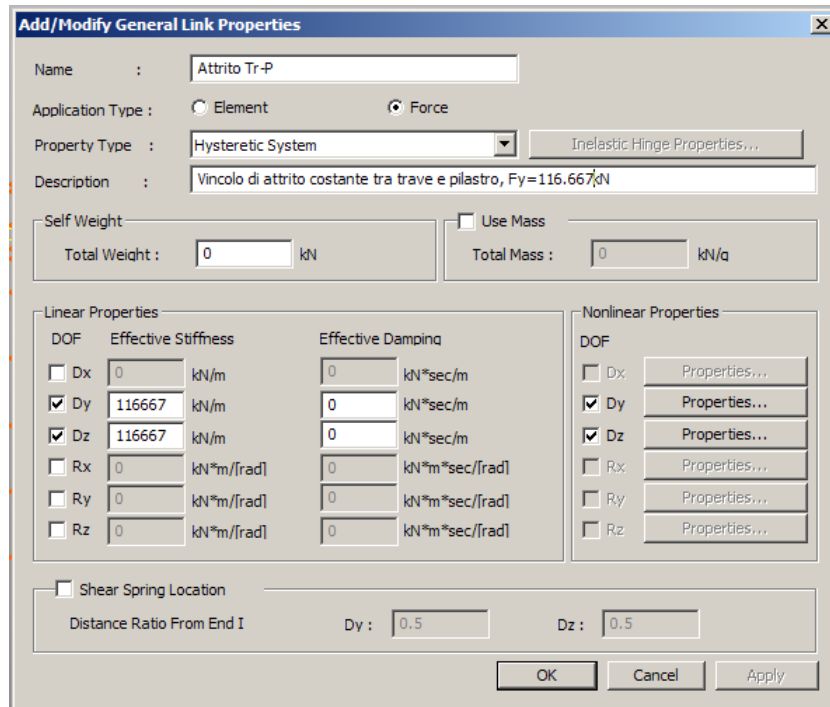 Add/Modify General Link Properties
Name : Attrito Tr-P
Application Type : Element Force
Property Type : Hysteretic System Inelastic Hinge Properties...
Description : Vincolo di attrito costante tra trave e pilastro, Fy=116.667kN
Self Weight Use Mass
Total Weight : 0 kN Total Mass : 0 kN/g
Linear Properties Nonlinear Properties
DOF Effective Stiffness Effective Damping DOF
Dx 0 kN/m 0 kN*sec/m Dx Properties...
Dy 116667 kN/m 0 kN*sec/m Dy Properties...
Dz 116667 kN/m 0 kN*sec/m Dz Properties...
Rx 0 kN*m/[rad] 0 kN*m*sec/[rad] Rx Properties...
Ry 0 kN*m/[rad] 0 kN*m*sec/[rad] Ry Properties...
Rz 0 kN*m/[rad] 0 kN*m*sec/[rad] Rz Properties...
Shear Spring Location
Distance Ratio From End I Dy : 0.5 Dz : 0.5
OK Cancel Apply